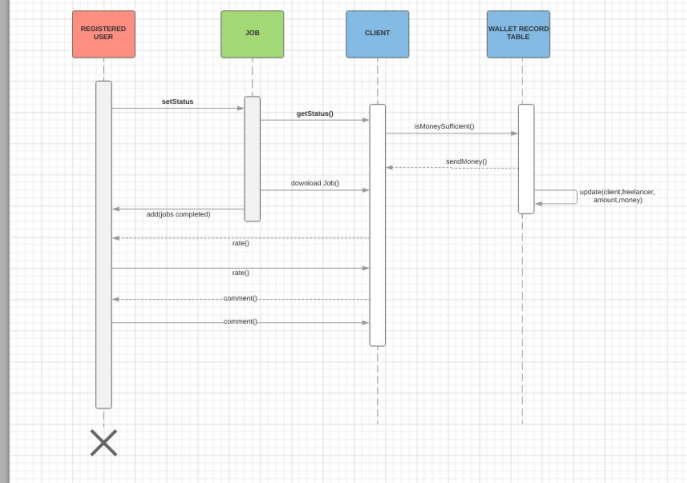 REGISTERED
USER
JOB
CLIENT
WALLET RECORD
TABLE
setStatus
getStatus()
isMoneySufficient()
sendMoney()
download Job()
update(client,freelancer,
amount,money)
add(jobs completed)
rate()
rate()
comment()
comment()